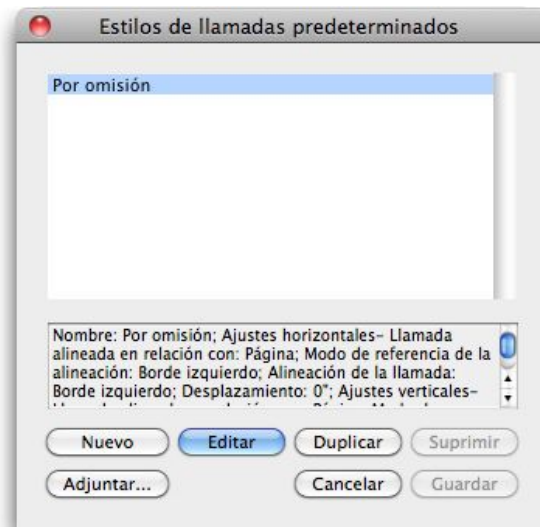 Estilos de llamadas predeterminados
Por omisión
Nombre: Por omisión; Ajustes horizontales– Llamada
alineada en relación con: Página; Modo de referencia de la
alineación: Borde izquierdo; Alineación de la llamada:
Borde izquierdo; Desplazamiento: 0"; Ajustes verticales–
Nuevo Editar Duplicar Suprimir
Adjuntar... Cancelar Guardar